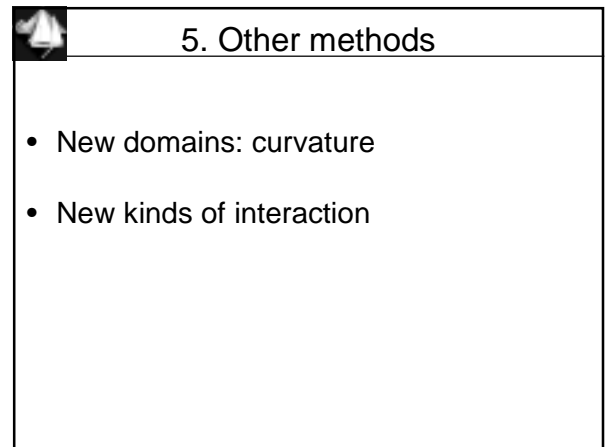 5. Other methods
• New domains: curvature
• New kinds of interaction